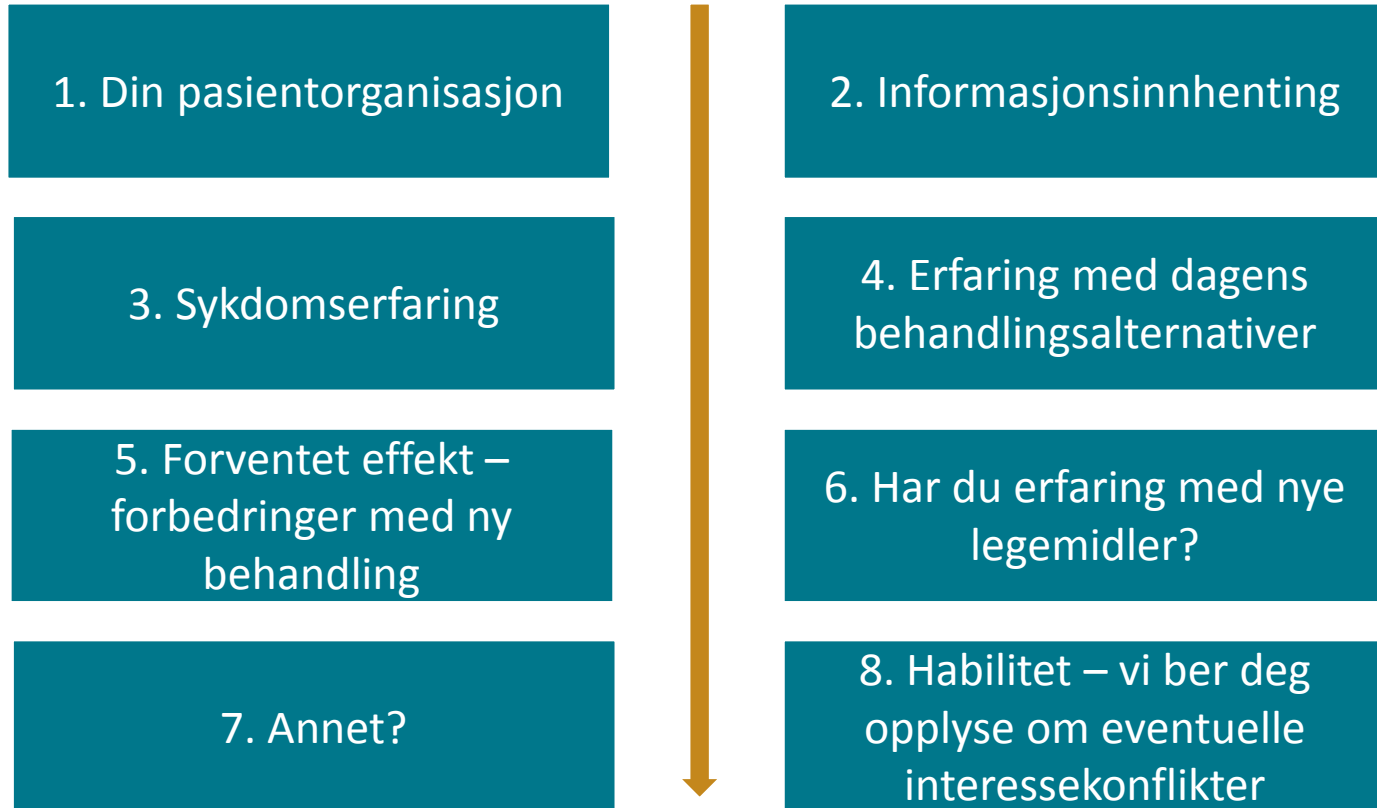 1. Din pasientorganisasjon
2. Informasjonsinnhenting
3. Sykdomserfaring
4. Erfaring med dagens
behandlingsalternativer
5. Forventet effekt –
forbedringer med ny
behandling
6. Har du erfaring med nye
legemidler?
7. Annet?
8. Habilitet – vi ber deg
opplyse om eventuelle
interessekonflikter